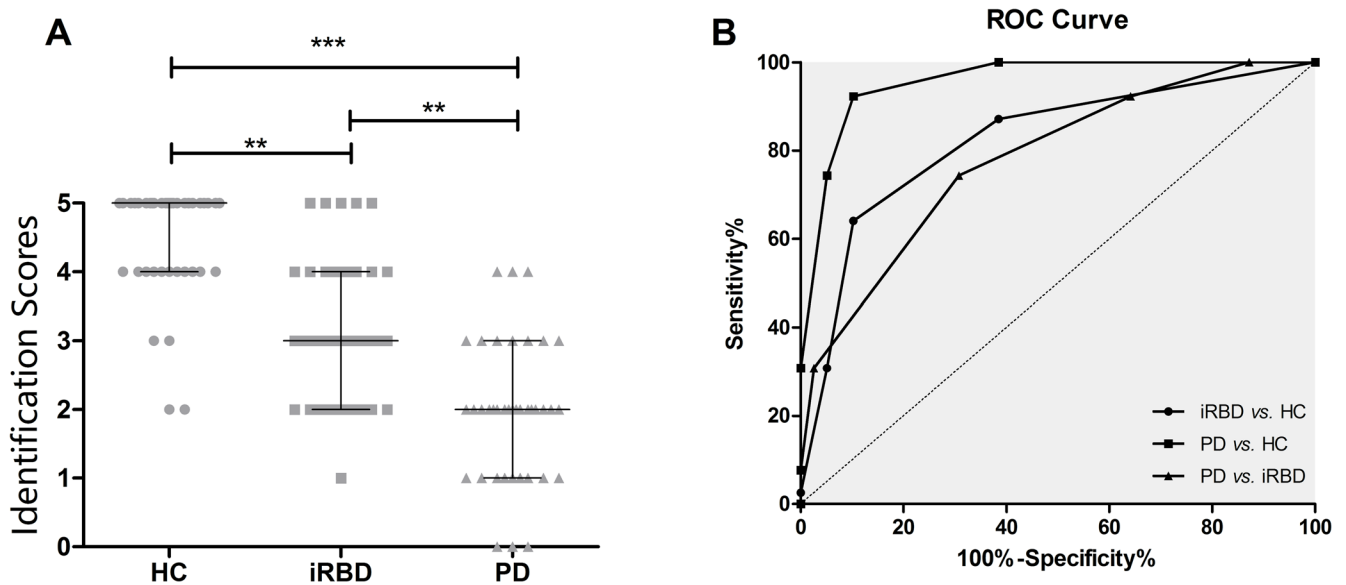 A
***
**
**
Identification Scores
5
4
3
2
1
0
HC
iRBD
PD
B
ROC Curve
Sensitivity%
100
80
60
40
20
0
0
20
40
60
80
100
100%-Specificity%
iRBD vs. HC
PD vs. HC
PD vs. iRBD